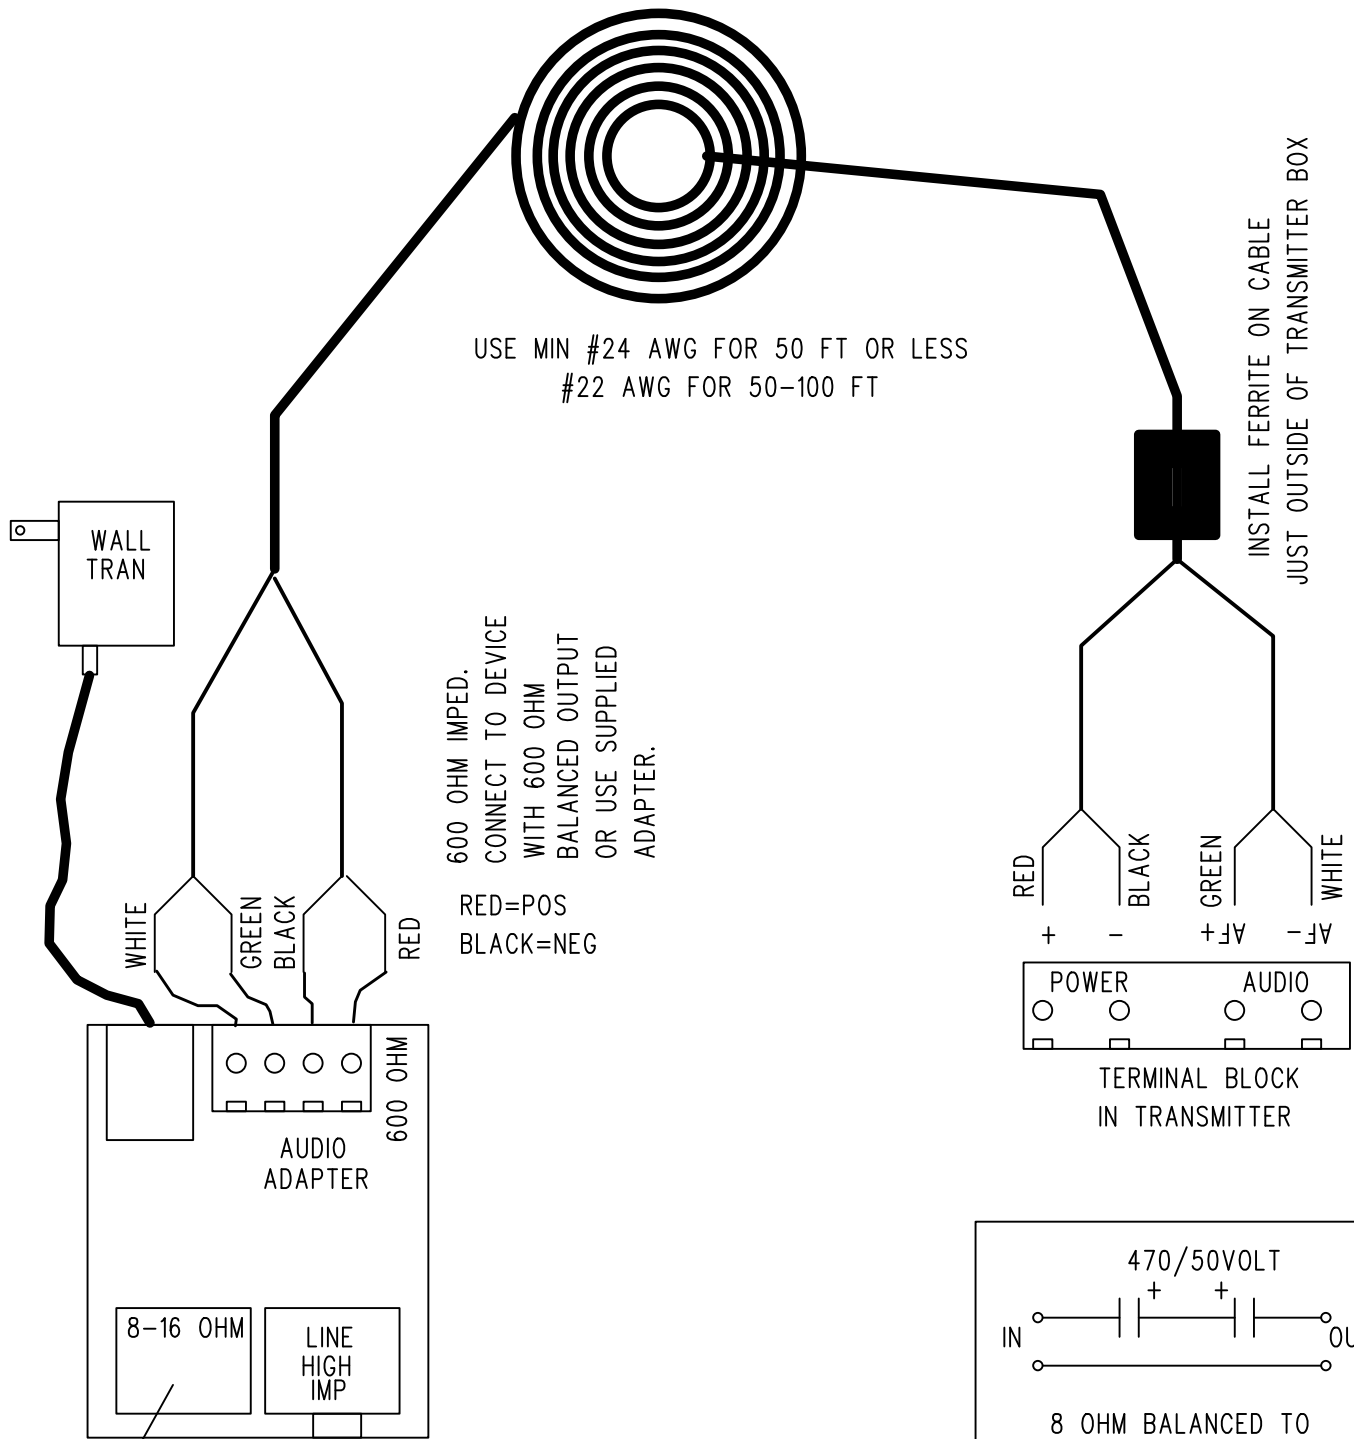 USE MIN #24 AWG FOR 50 FT OR LESS
#22 AWG FOR 50-100 FT
INSTALL FERRITE ON CABLE
JUST OUTSIDE OF TRANSMITTER BOX
WALL
TRAN
600 OHM IMPED.
CONNECT TO DEVICE
WITH 600 OHM
BALANCED OUTPUT
OR USE SUPPLIED
ADAPTER.
RED=POS
BLACK=NEG
WHITE
GREEN
BLACK
RED
600 OHM
AUDIO
ADAPTER
8-16 OHM
LINE
HIGH
IMP
RED
BLACK
GREEN
WHITE
+
-
AF+
AF-
POWER
AUDIO
TERMINAL BLOCK
IN TRANSMITTER
470/50VOLT
+ +
IN
OU
8 OHM BALANCED TO